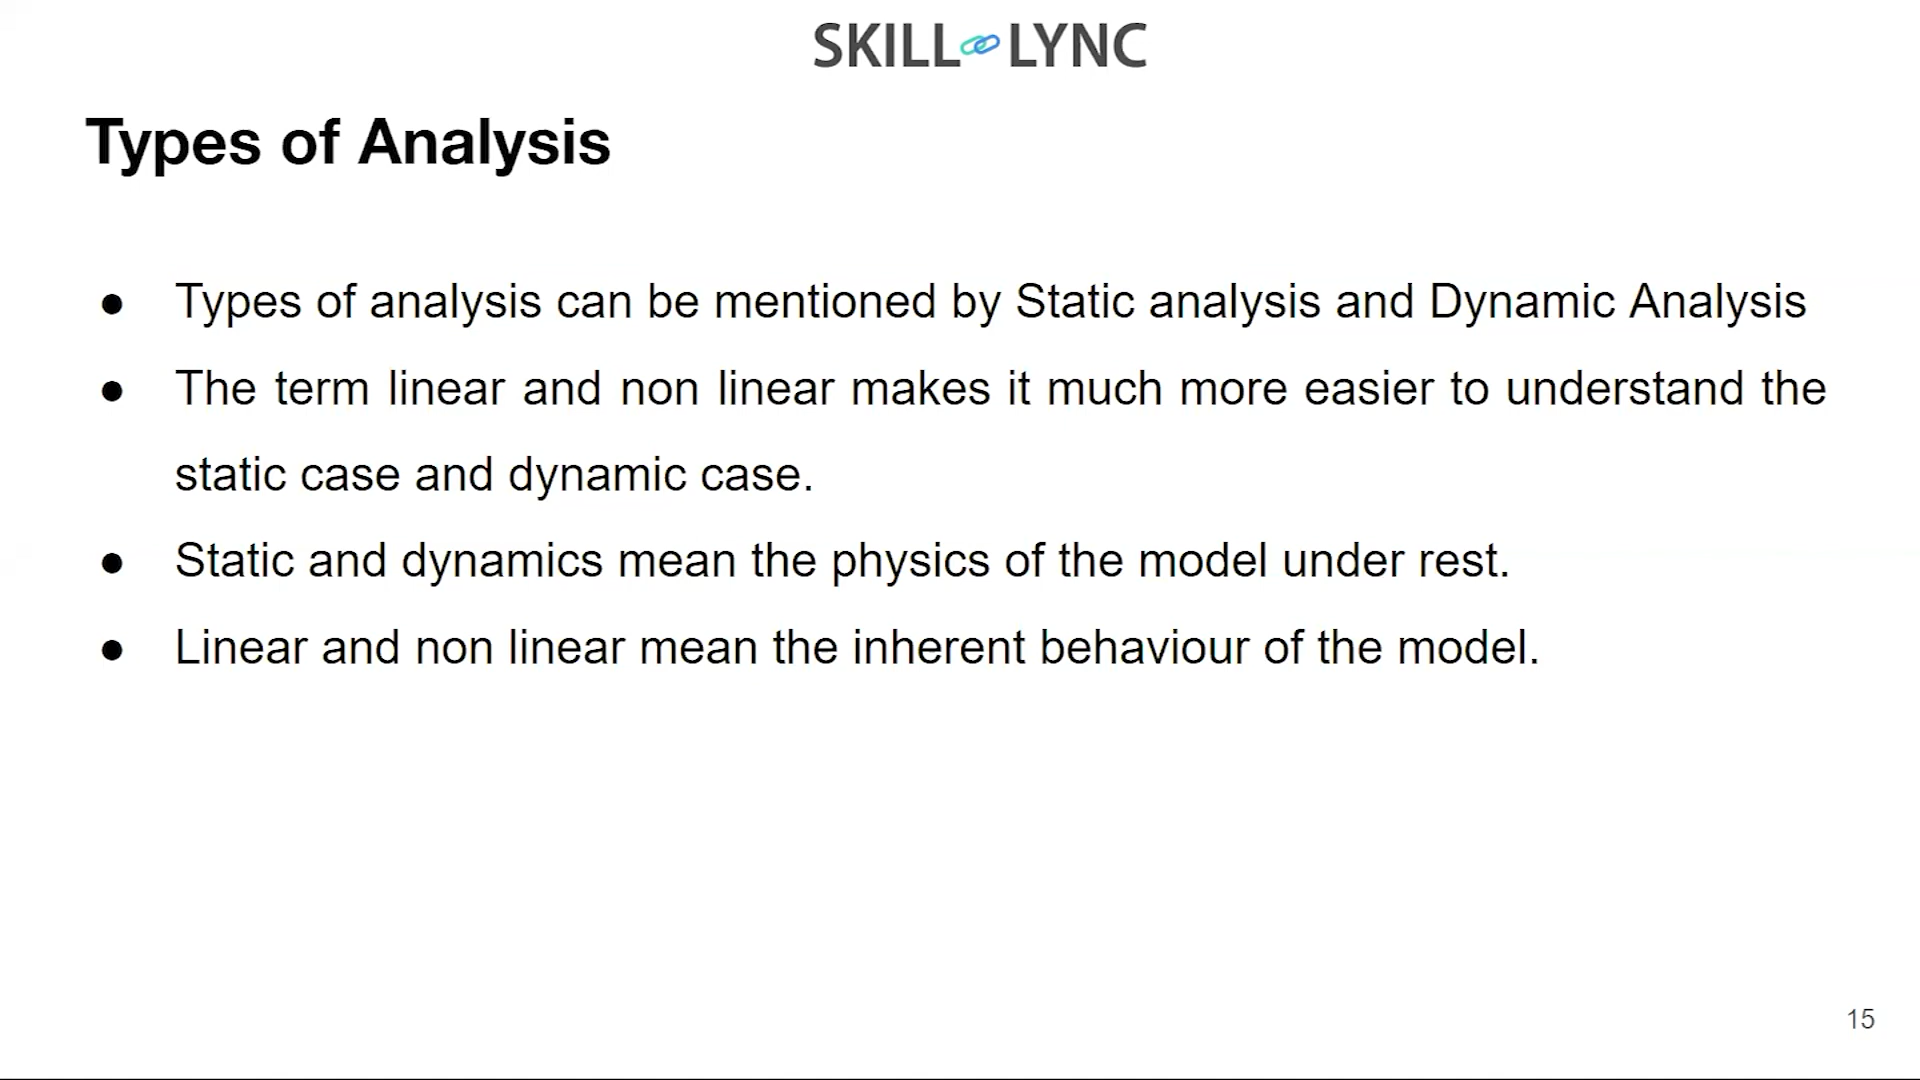 SKILL LYNC
Types of Analysis
● Types of analysis can be mentioned by Static analysis and Dynamic Analysis
● The term linear and non linear makes it much more easier to understand the
static case and dynamic case.
● Static and dynamics mean the physics of the model under rest.
● Linear and non linear mean the inherent behaviour of the model.
15